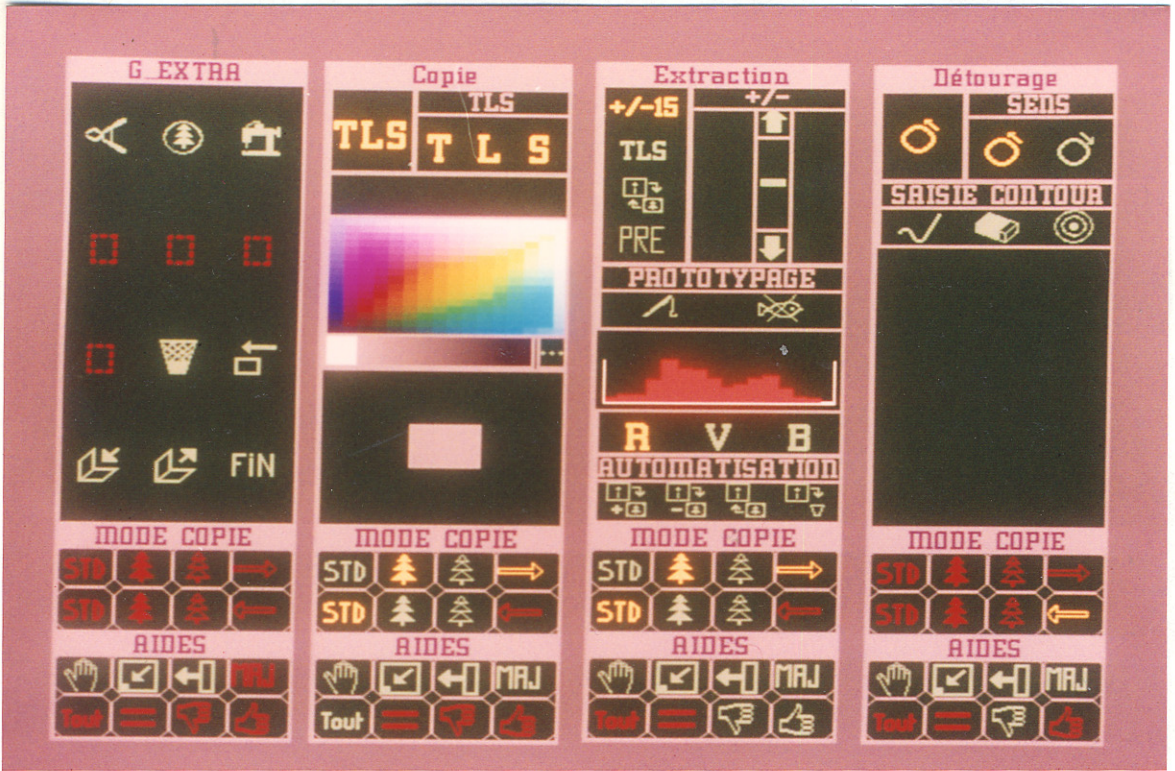 G_EXTRA
FiN
MODE COPIE
STD
STD
AIDES
MAJ
Tout
Copie
TLS
TLS
T L S
MODE COPIE
STD
STD
AIDES
MAJ
Tout
Extraction
+/-15
+/-
TLS
PRE
PROTOTYPAGE
R V B
AUTOMATISATION
MODE COPIE
STD
STD
AIDES
MAJ
Tout
Détourage
SENS
SAISIE CONTOUR
MODE COPIE
STD
STD
AIDES
MAJ
Tout